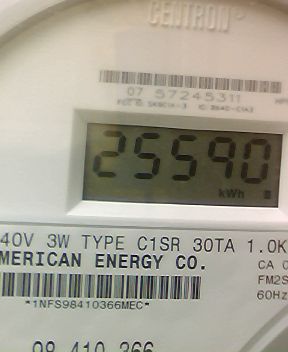 CENTRON®
07 57245311
25590
kWh
40V 3W TYPE C1SR 30TA 1.0K
MERICAN ENERGY CO.
CA 0
FM2S
60Hz
*1NFS98410366MEC*
98 410 366